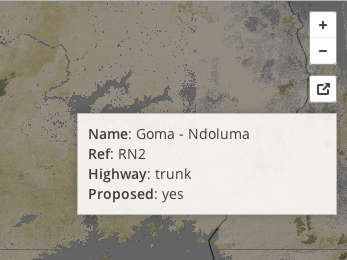 +
−
Name: Goma - Ndoluma
Ref: RN2
Highway: trunk
Proposed: yes